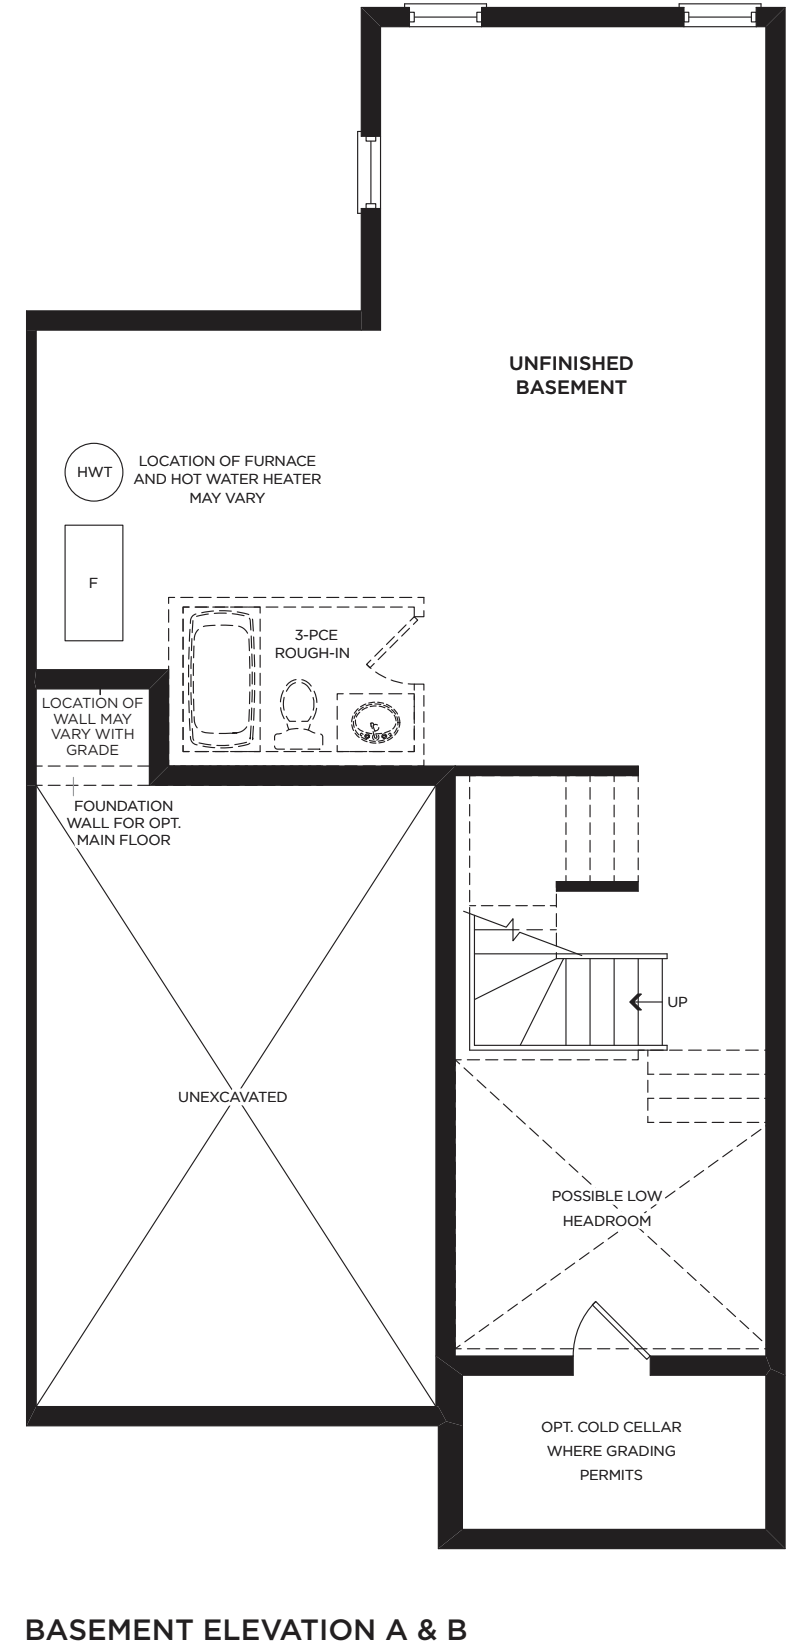 UNFINISHED
BASEMENT
HWT
LOCATION OF FURNACE
AND HOT WATER HEATER
MAY VARY
F
3-PCE
ROUGH-IN
LOCATION OF
WALL MAY
VARY WITH
GRADE
FOUNDATION
WALL FOR OPT.
MAIN FLOOR
UP
UNEXCAVATED
POSSIBLE LOW
HEADROOM
OPT. COLD CELLAR
WHERE GRADING
PERMITS
BASEMENT ELEVATION A & B